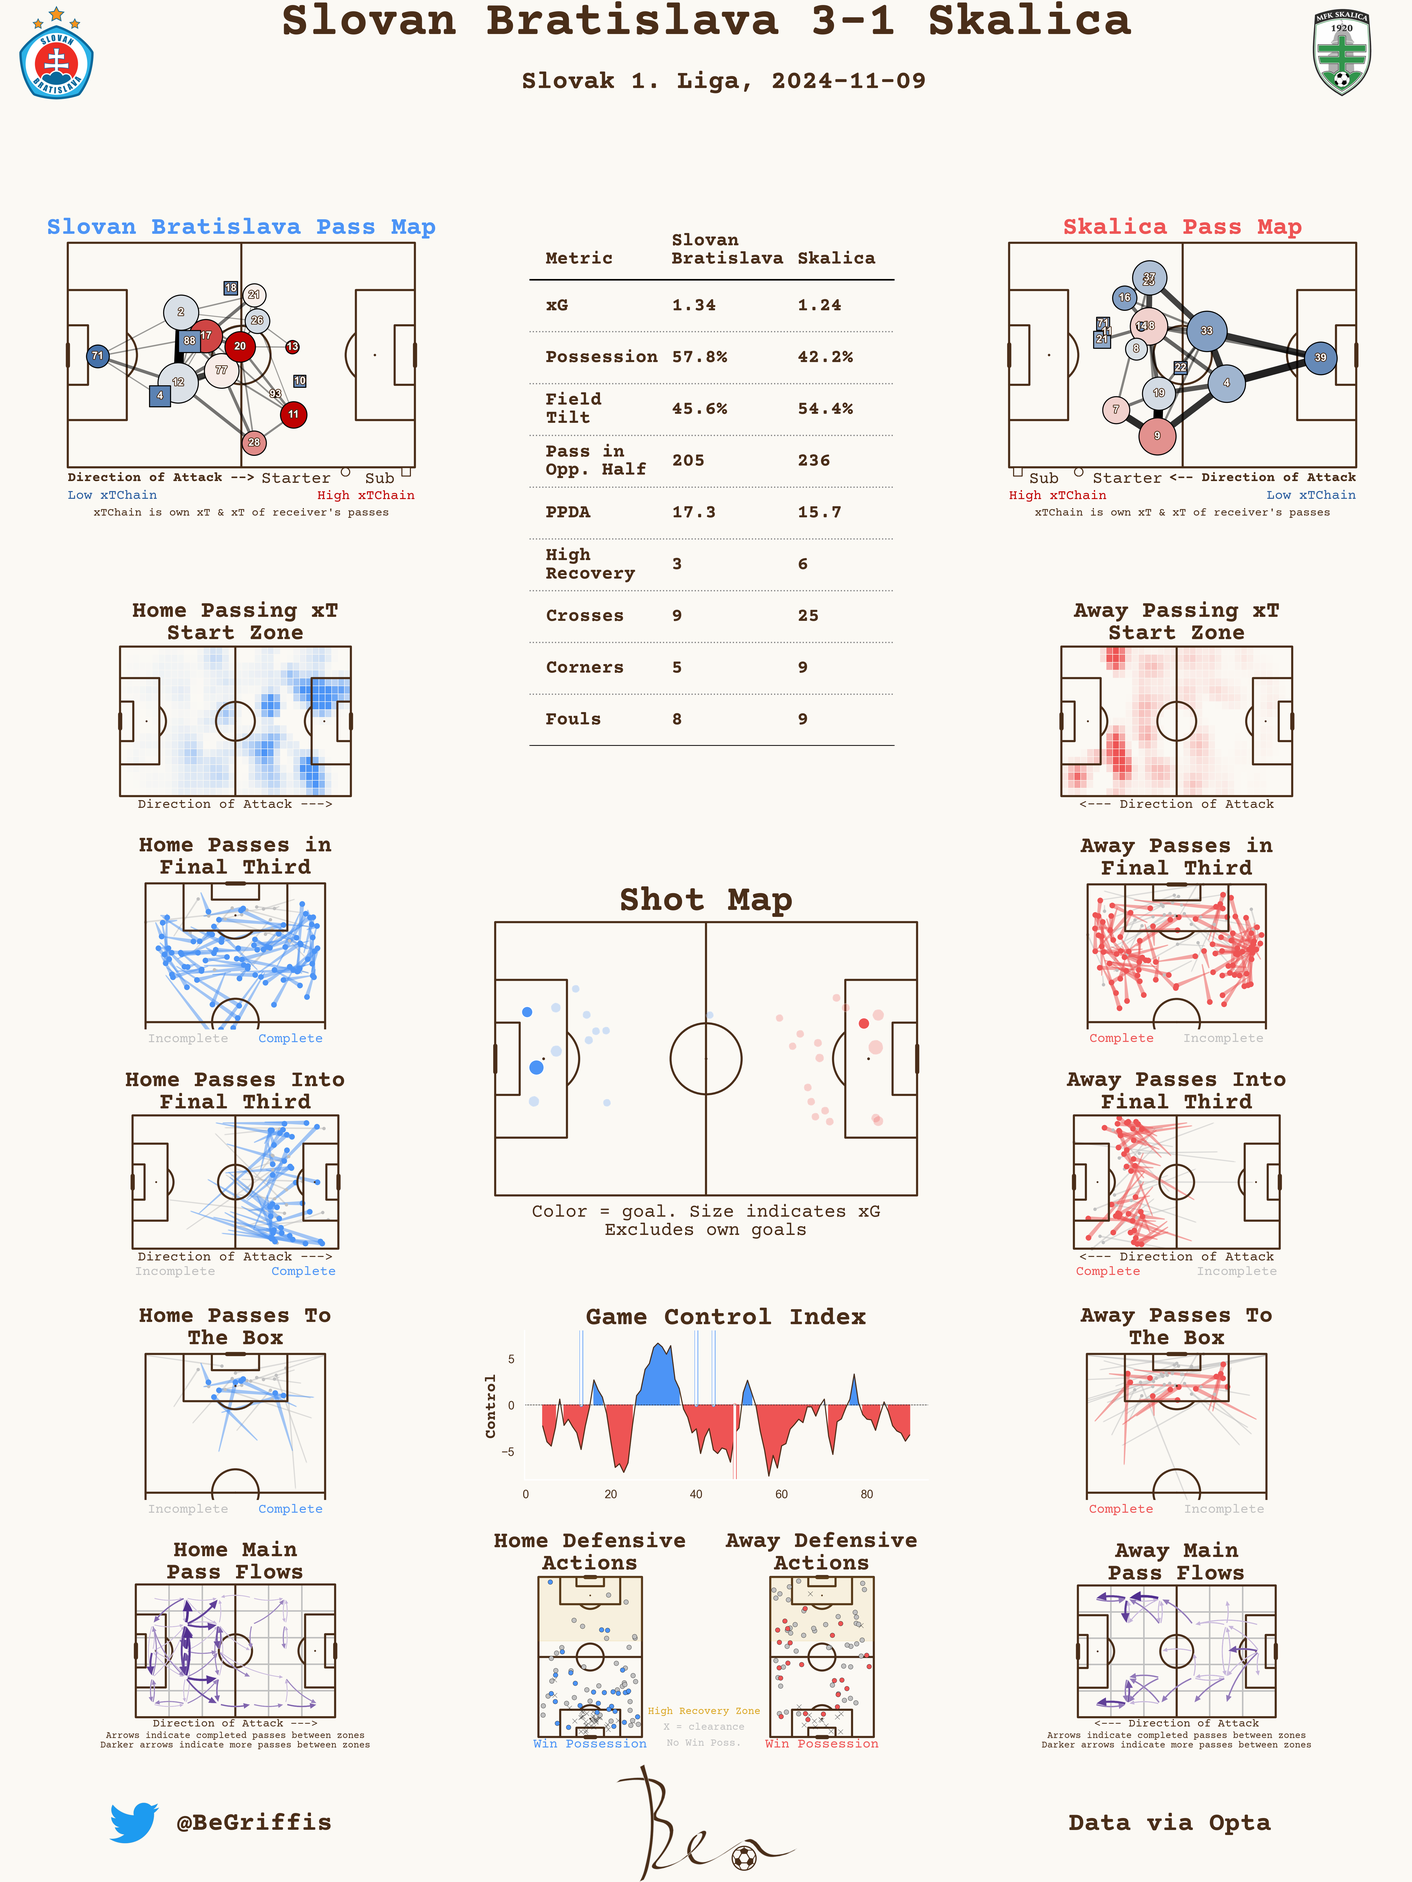 Slovan Bratislava 3-1 Skalica
Slovak 1. Liga, 2024-11-09
SLOVAN
BRATISLAVA
MFK SKALICA
1920
Slovan Bratislava Pass Map
18
21
2
26
17
88
20
13
71
77
12
10
4
93
11
28
Direction of Attack --> Starter Sub
Low xTChain High xTChain
xTChain is own xT & xT of receiver's passes
Metric Slovan Bratislava Skalica
xG 1.34 1.24
Possession 57.8% 42.2%
Field Tilt 45.6% 54.4%
Pass in Opp. Half 205 236
PPDA 17.3 15.7
High Recovery 3 6
Crosses 9 25
Corners 5 9
Fouls 8 9
Skalica Pass Map
37
16
71
21
18
33
8
39
22
4
19
7
9
Sub Starter <-- Direction of Attack
High xTChain Low xTChain
xTChain is own xT & xT of receiver's passes
Home Passing xT
Start Zone
Direction of Attack --->
Away Passing xT
Start Zone
<--- Direction of Attack
Home Passes in
Final Third
Incomplete Complete
Away Passes in
Final Third
Complete Incomplete
Shot Map
Color = goal. Size indicates xG
Excludes own goals
Home Passes Into
Final Third
Direction of Attack --->
Incomplete Complete
Away Passes Into
Final Third
<--- Direction of Attack
Complete Incomplete
Home Passes To
The Box
Incomplete Complete
Game Control Index
Control
5
0
−5
0 20 40 60 80
Away Passes To
The Box
Complete Incomplete
Home Main
Pass Flows
Direction of Attack --->
Arrows indicate completed passes between zones
Darker arrows indicate more passes between zones
Home Defensive
Actions
Win Possession
Away Defensive
Actions
Win Possession
High Recovery Zone
X = clearance
No Win Poss.
Away Main
Pass Flows
<--- Direction of Attack
Arrows indicate completed passes between zones
Darker arrows indicate more passes between zones
@BeGriffis
Ben
Data via Opta